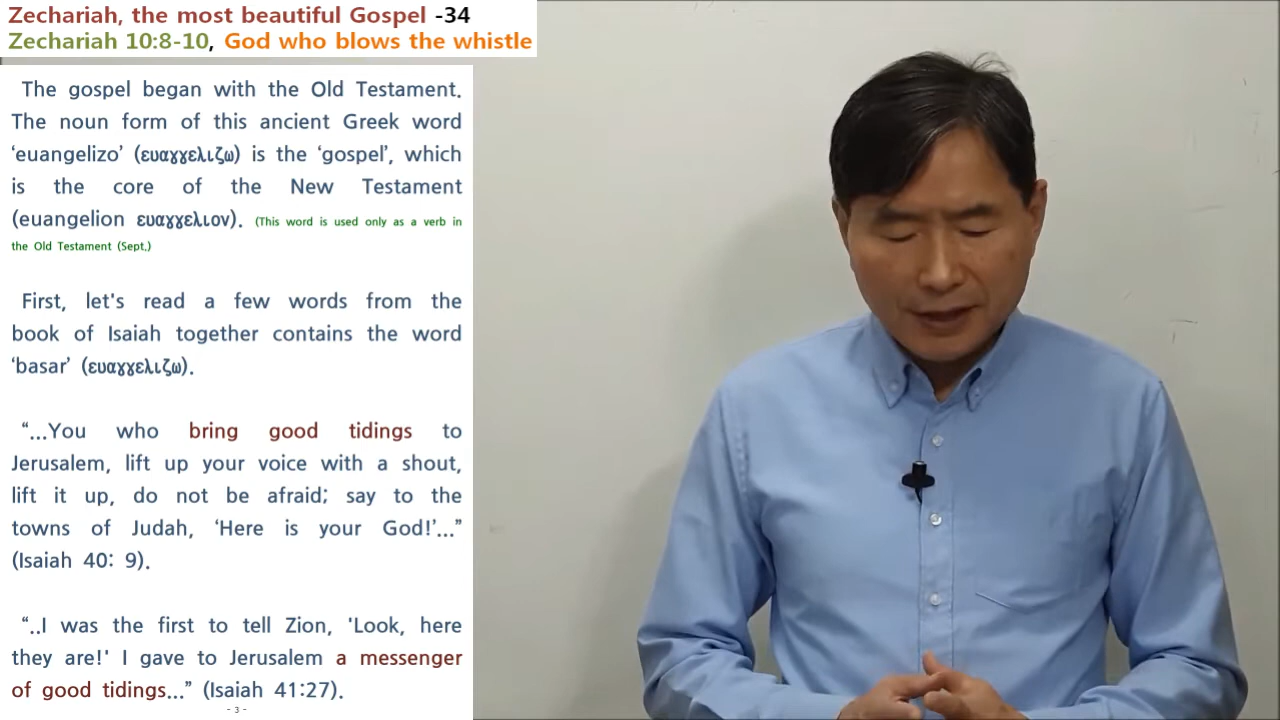 Zechariah, the most beautiful Gospel -34
Zechariah 10:8-10, God who blows the whistle
The gospel began with the Old Testament.
The noun form of this ancient Greek word
‘euangelizo’ (ευαγγελιζω) is the ‘gospel’, which
is the core of the New Testament
(euangelion ευαγγελιον). (This word is used only as a verb in
the Old Testament (Sept.)
First, let's read a few words from the
book of Isaiah together contains the word
‘basar’ (ευαγγελιζω).
“...You who bring good tidings to
Jerusalem, lift up your voice with a shout,
lift it up, do not be afraid; say to the
towns of Judah, ‘Here is your God!’...”
(Isaiah 40: 9).
“..I was the first to tell Zion, 'Look, here
they are!' I gave to Jerusalem a messenger
of good tidings...” (Isaiah 41:27).
- 3 -